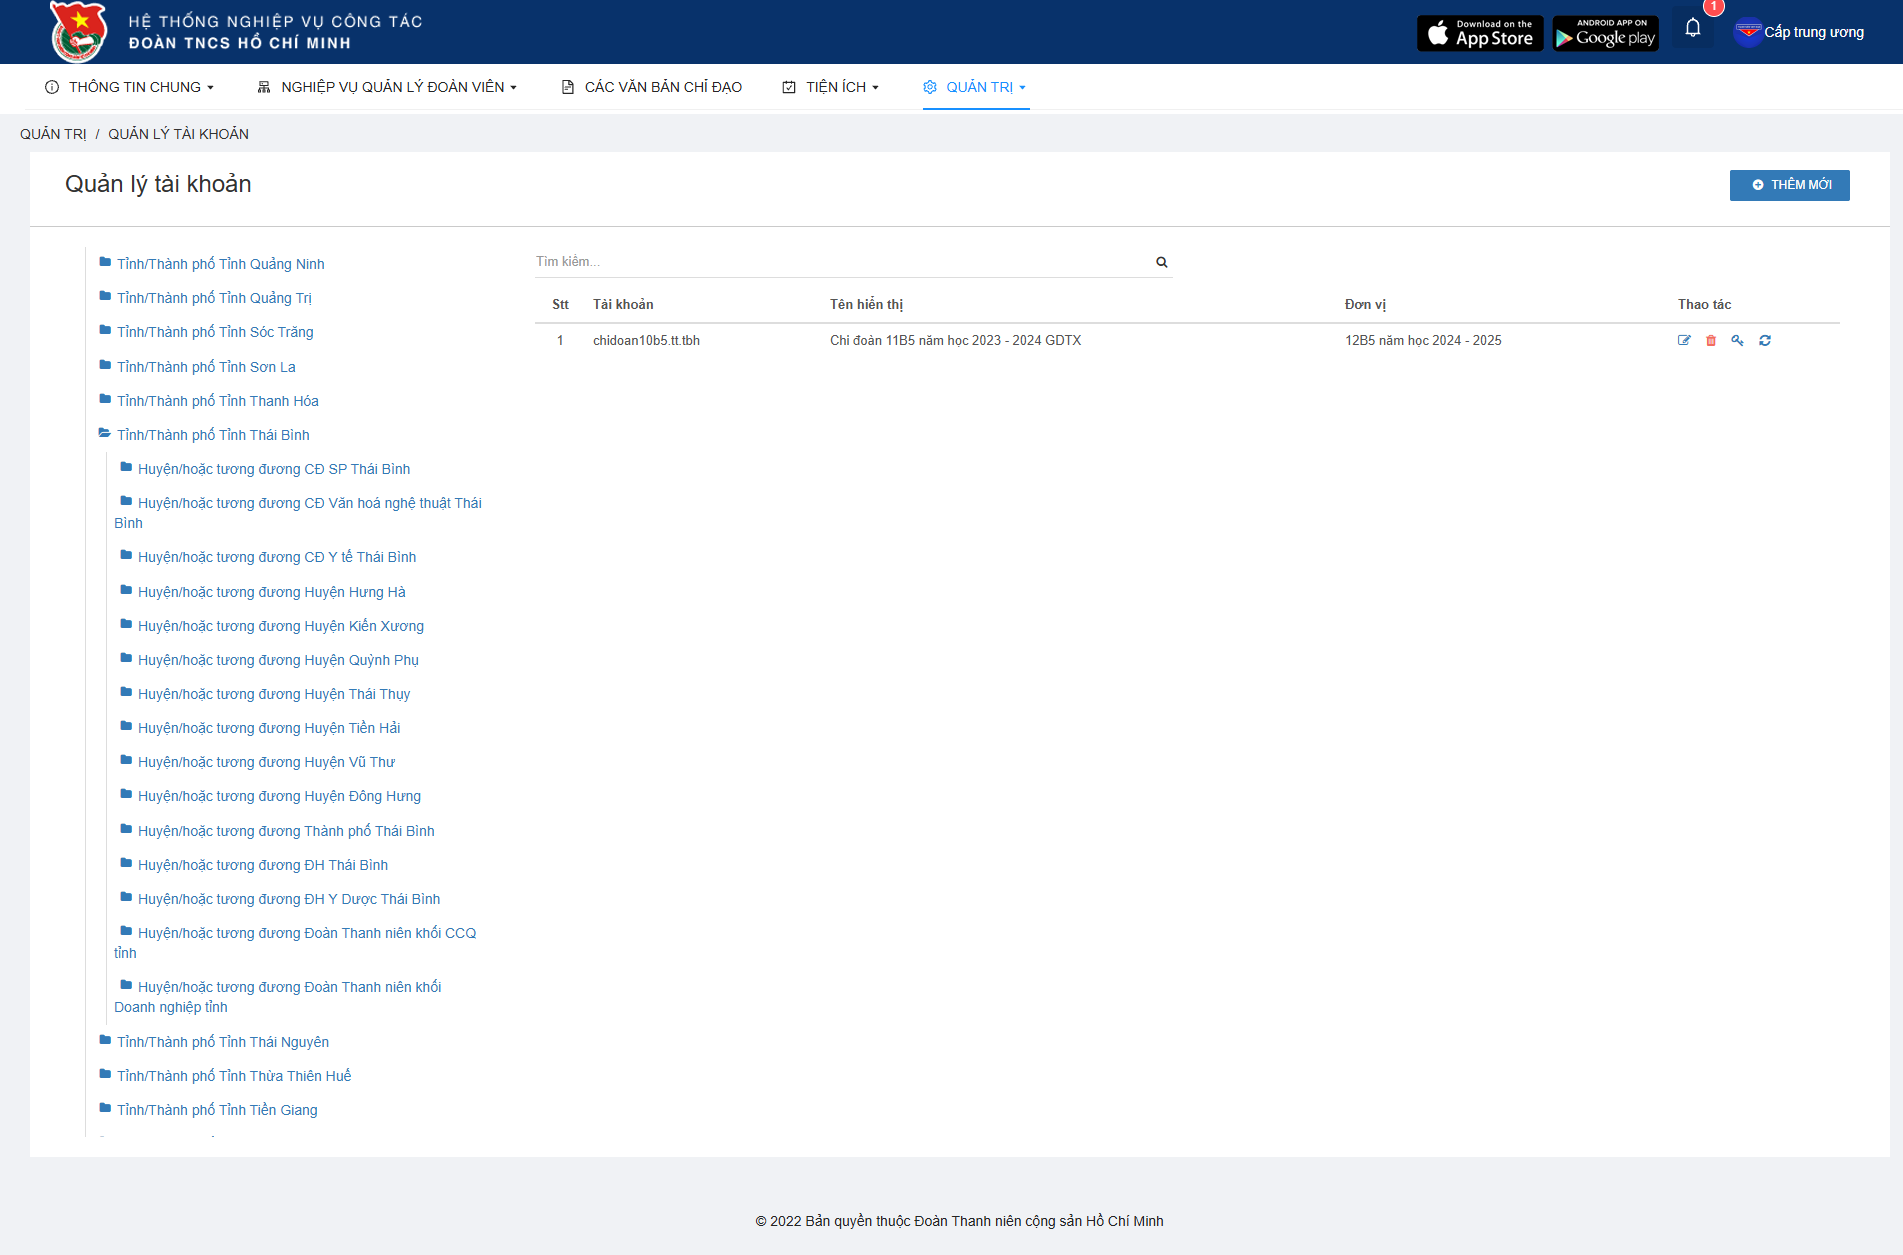 HỆ THỐNG NGHIỆP VỤ CÔNG TÁC
ĐOÀN TNCS HỒ CHÍ MINH
Download on the
App Store
ANDROID APP ON
Google play
1
Cấp trung ương
THÔNG TIN CHUNG
NGHIỆP VỤ QUẢN LÝ ĐOÀN VIÊN
CÁC VĂN BẢN CHỈ ĐẠO
TIỆN ÍCH
QUẢN TRỊ
QUẢN TRỊ / QUẢN LÝ TÀI KHOẢN
Quản lý tài khoản
THÊM MỚI
Tỉnh/Thành phố Tỉnh Quảng Ninh
Tỉnh/Thành phố Tỉnh Quảng Trị
Tỉnh/Thành phố Tỉnh Sóc Trăng
Tỉnh/Thành phố Tỉnh Sơn La
Tỉnh/Thành phố Tỉnh Thanh Hóa
Tỉnh/Thành phố Tỉnh Thái Bình
Huyện/hoặc tương đương CĐ SP Thái Bình
Huyện/hoặc tương đương CĐ Văn hoá nghệ thuật Thái
Bình
Huyện/hoặc tương đương CĐ Y tế Thái Bình
Huyện/hoặc tương đương Huyện Hưng Hà
Huyện/hoặc tương đương Huyện Kiến Xương
Huyện/hoặc tương đương Huyện Quỳnh Phụ
Huyện/hoặc tương đương Huyện Thái Thụy
Huyện/hoặc tương đương Huyện Tiền Hải
Huyện/hoặc tương đương Huyện Vũ Thư
Huyện/hoặc tương đương Huyện Đông Hưng
Huyện/hoặc tương đương Thành phố Thái Bình
Huyện/hoặc tương đương ĐH Thái Bình
Huyện/hoặc tương đương ĐH Y Dược Thái Bình
Huyện/hoặc tương đương Đoàn Thanh niên khối CCQ
tỉnh
Huyện/hoặc tương đương Đoàn Thanh niên khối
Doanh nghiệp tỉnh
Tỉnh/Thành phố Tỉnh Thái Nguyên
Tỉnh/Thành phố Tỉnh Thừa Thiên Huế
Tỉnh/Thành phố Tỉnh Tiền Giang
Tìm kiếm...
Stt Tài khoản Tên hiển thị Đơn vị Thao tác
1 chidoan10b5.tt.tbh Chi đoàn 11B5 năm học 2023 - 2024 GDTX 12B5 năm học 2024 - 2025
© 2022 Bản quyền thuộc Đoàn Thanh niên cộng sản Hồ Chí Minh